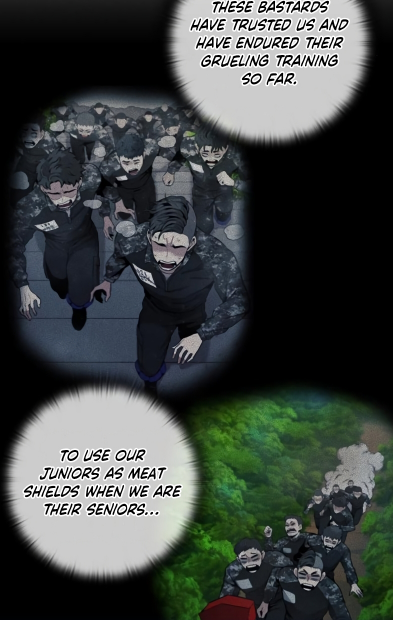 THESE BASTARDS
HAVE TRUSTED US AND
HAVE ENDURED THEIR
GRUELING TRAINING
SO FAR.
TO USE OUR
JUNIORS AS MEAT
SHIELDS WHEN WE ARE
THEIR SENIORS...